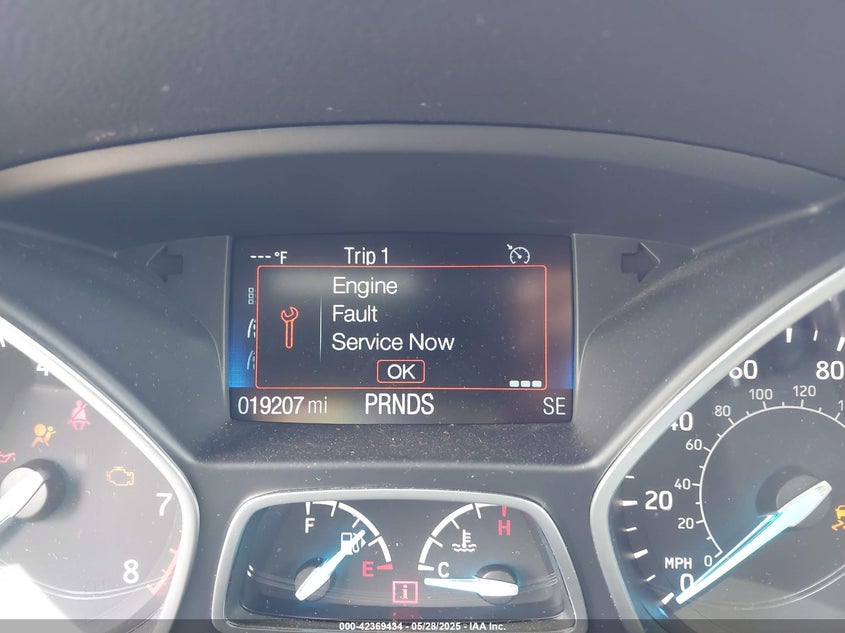 --- °F Trip 1
Engine
Fault
Service Now
OK
019207 mi PRNDS SE
4
7
8
F
E
i
C
H
0 20 40 60 80
MPH
0 20 40 60 80 100 120
000-42369434 - 05/28/2025 - IAA Inc.